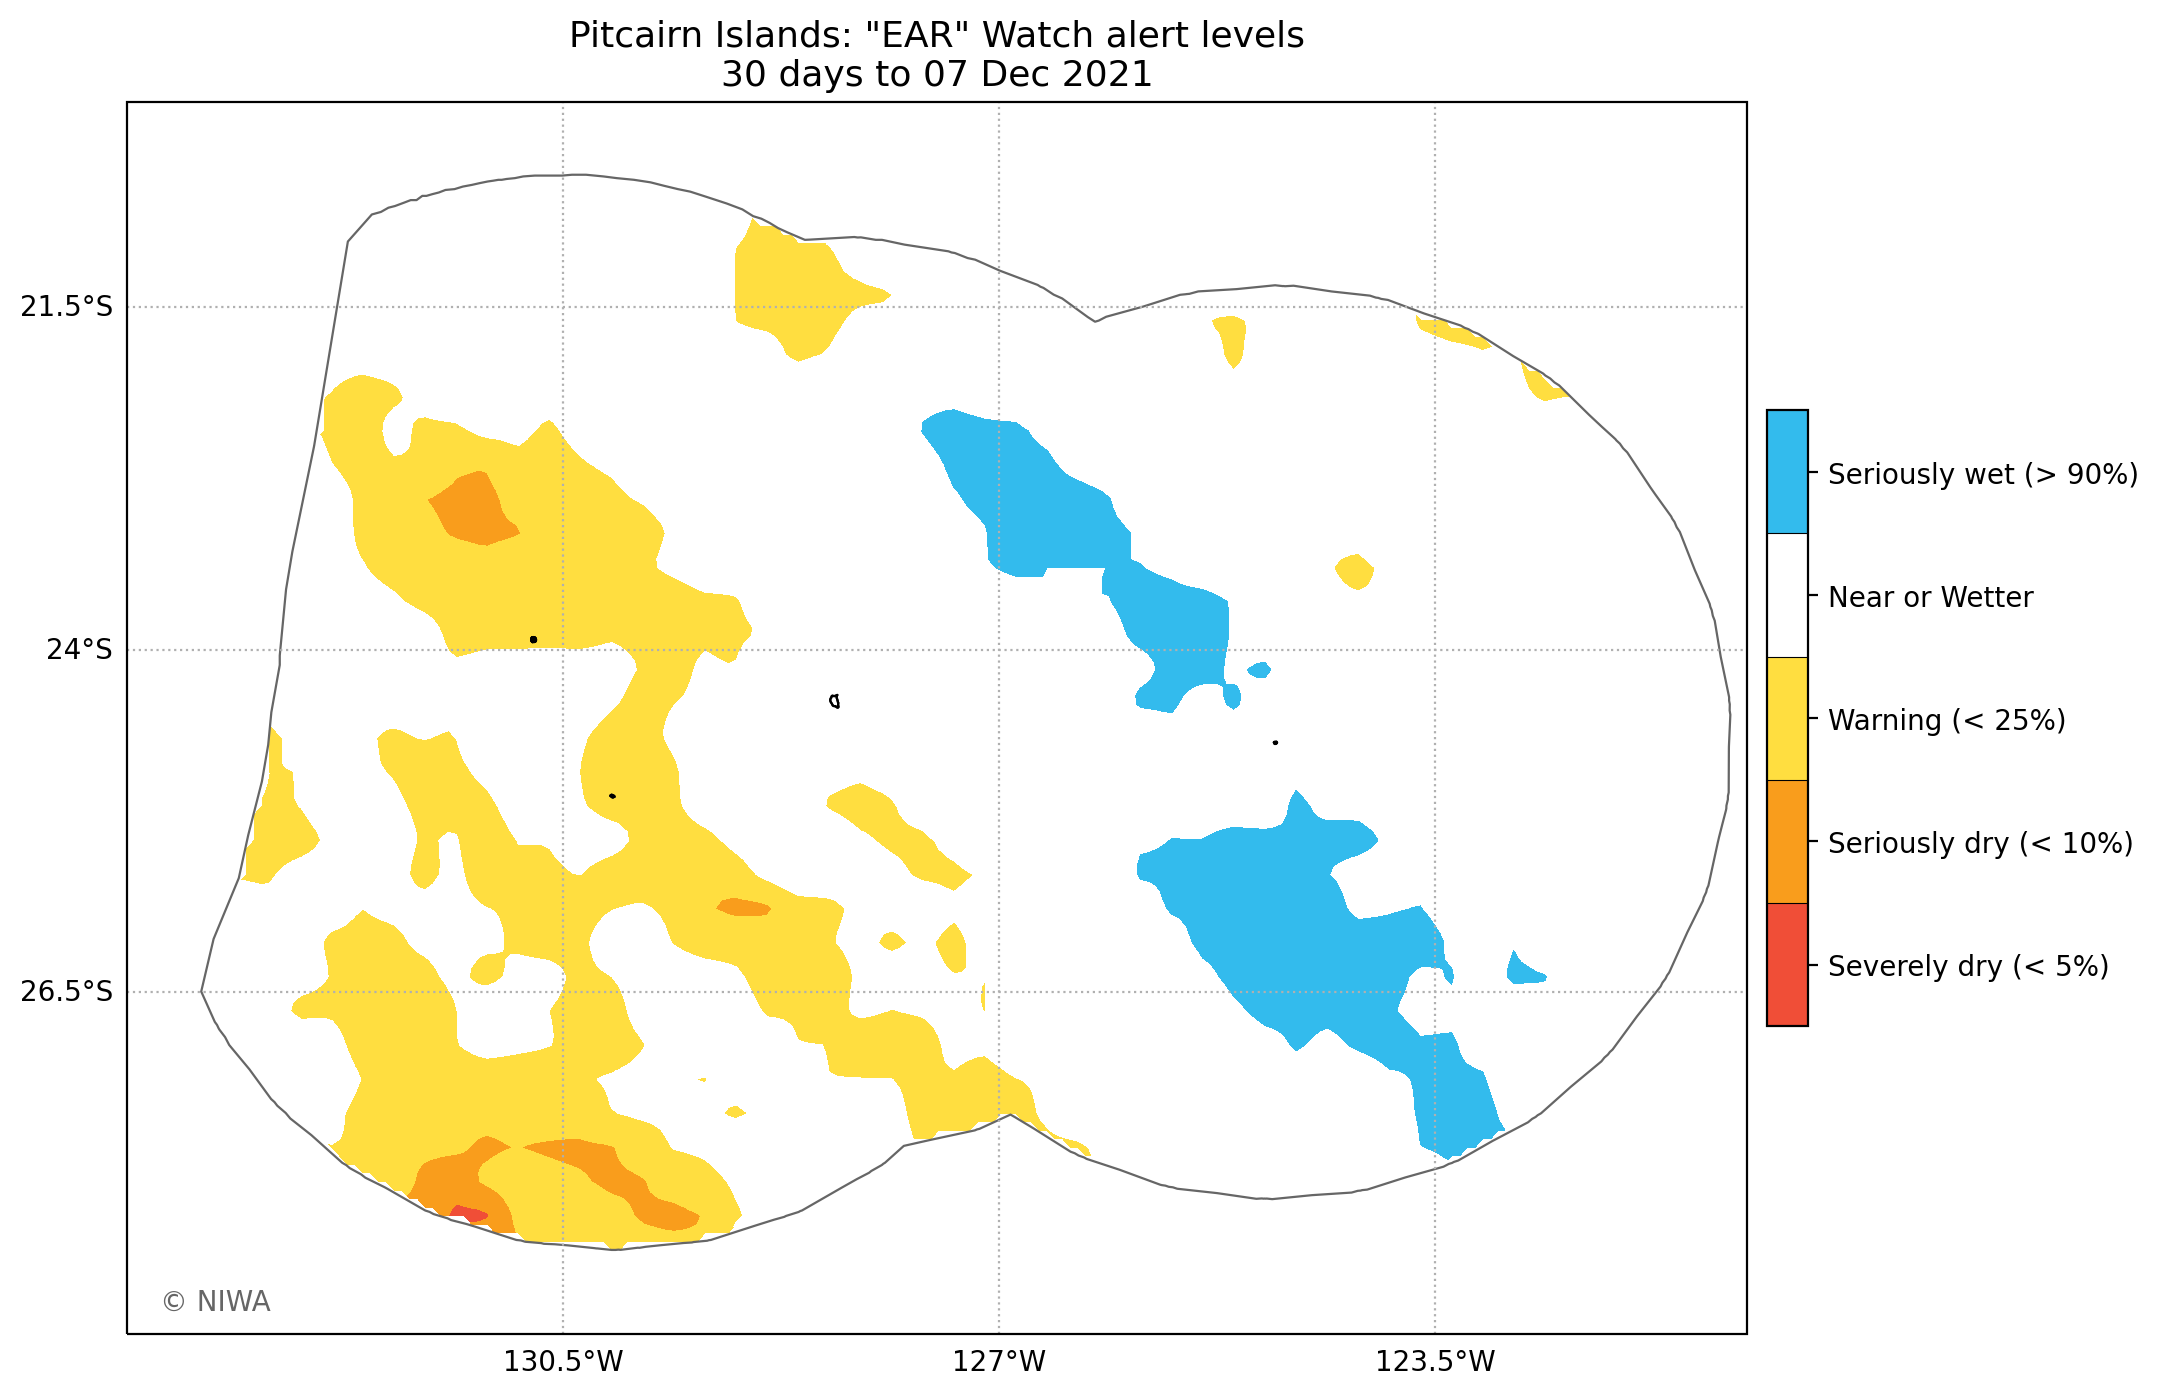 Pitcairn Islands: "EAR" Watch alert levels
30 days to 07 Dec 2021
21.5°S
24°S
26.5°S
130.5°W
127°W
123.5°W
Seriously wet (> 90%)
Near or Wetter
Warning (< 25%)
Seriously dry (< 10%)
Severely dry (< 5%)
© NIWA